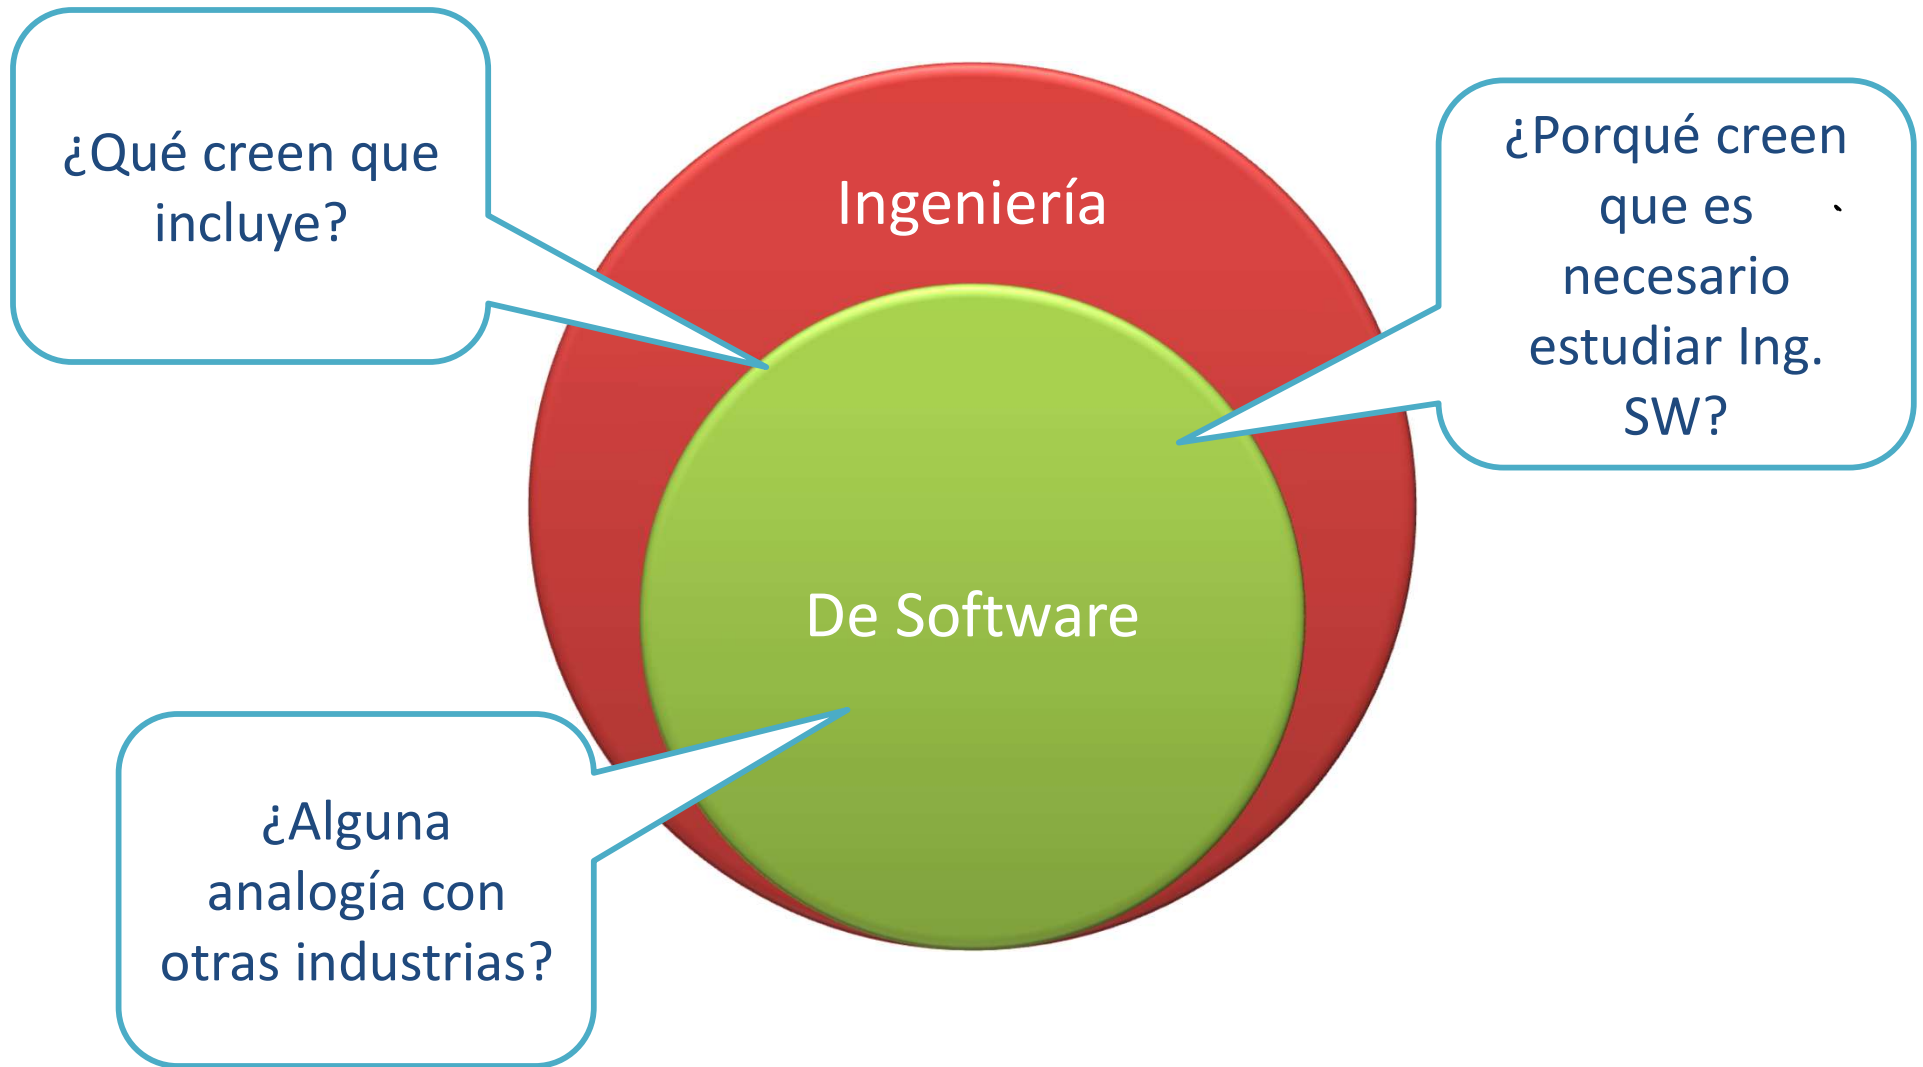 ¿Qué creen que
incluye?
Ingeniería
¿Porqué creen
que es
necesario
estudiar Ing.
SW?
De Software
¿Alguna
analogía con
otras industrias?